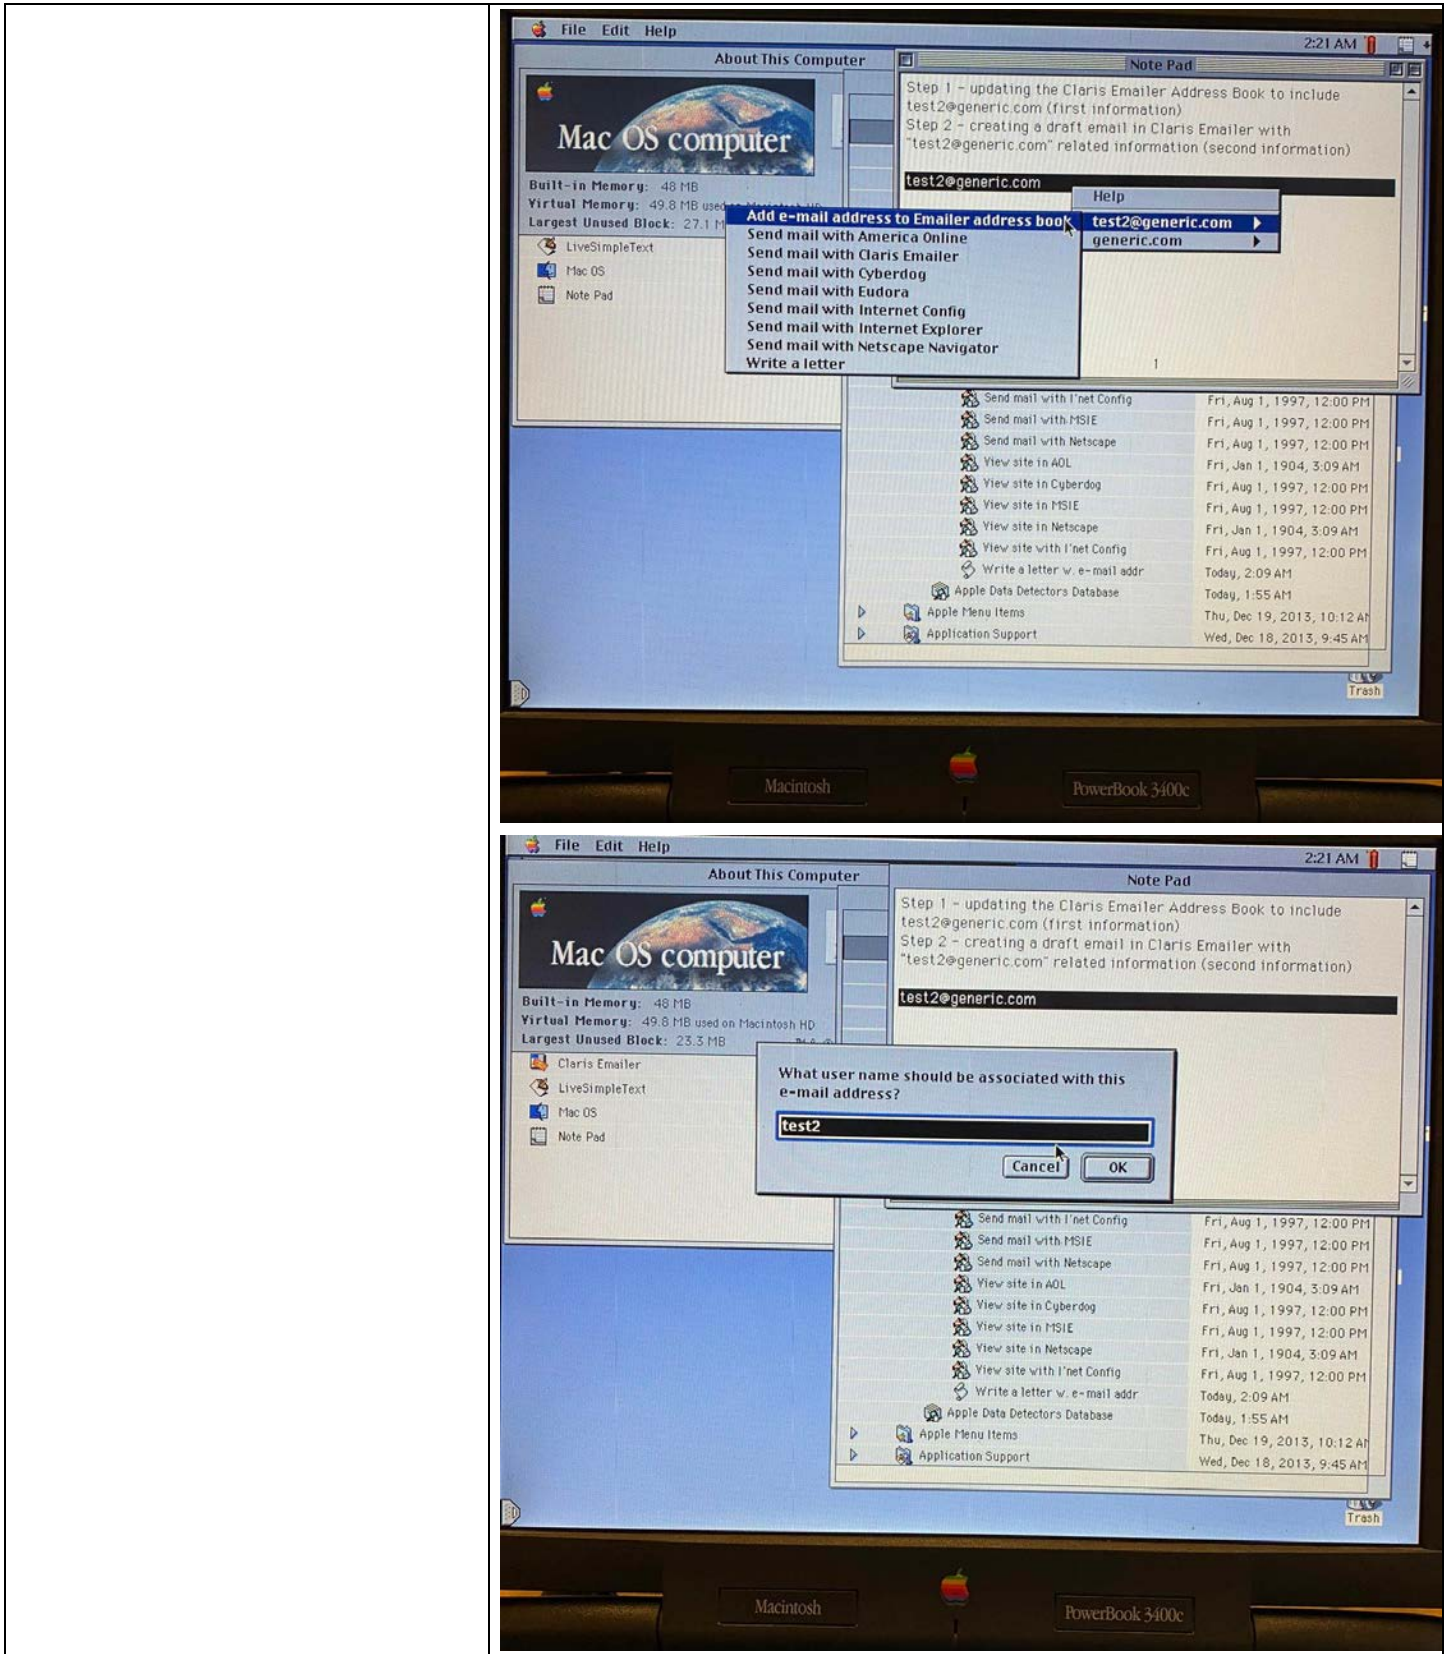 File Edit Help
2:21 AM
About This Computer
Mac OS computer
Built-in Memory: 48 MB
Virtual Memory: 49.8 MB used on Macintosh HD
Largest Unused Block: 27.1 M
LiveSimpleText
Mac OS
Note Pad
Note Pad
Step 1 - updating the Claris Emailer Address Book to include
test2@generic.com (first information)
Step 2 - creating a draft email in Claris Emailer with
"test2@generic.com" related information (second information)
test2@generic.com
Help
test2@generic.com
generic.com
Add e-mail address to Emailer address book
Send mail with America Online
Send mail with Claris Emailer
Send mail with Cyberdog
Send mail with Eudora
Send mail with Internet Config
Send mail with Internet Explorer
Send mail with Netscape Navigator
Write a letter
1
Send mail with I'net Config Fri, Aug 1, 1997, 12:00 PM
Send mail with MSIE Fri, Aug 1, 1997, 12:00 PM
Send mail with Netscape Fri, Aug 1, 1997, 12:00 PM
View site in AOL Fri, Jan 1, 1904, 3:09 AM
View site in Cyberdog Fri, Aug 1, 1997, 12:00 PM
View site in MSIE Fri, Aug 1, 1997, 12:00 PM
View site in Netscape Fri, Jan 1, 1904, 3:09 AM
View site with I'net Config Fri, Aug 1, 1997, 12:00 PM
Write a letter w. e-mail addr Today, 2:09 AM
Apple Data Detectors Database Today, 1:55 AM
Apple Menu Items Thu, Dec 19, 2013, 10:12 AM
Application Support Wed, Dec 18, 2013, 9:45 AM
Trash
Macintosh
PowerBook 3400c
File Edit Help
2:21 AM
About This Computer
Mac OS computer
Built-in Memory: 48 MB
Virtual Memory: 49.8 MB used on Macintosh HD
Largest Unused Block: 23.3 MB
Claris Emailer
LiveSimpleText
Mac OS
Note Pad
Note Pad
Step 1 - updating the Claris Emailer Address Book to include
test2@generic.com (first information)
Step 2 - creating a draft email in Claris Emailer with
"test2@generic.com" related information (second information)
test2@generic.com
What user name should be associated with this
e-mail address?
test2
Cancel OK
Send mail with I'net Config Fri, Aug 1, 1997, 12:00 PM
Send mail with MSIE Fri, Aug 1, 1997, 12:00 PM
Send mail with Netscape Fri, Aug 1, 1997, 12:00 PM
View site in AOL Fri, Jan 1, 1904, 3:09 AM
View site in Cyberdog Fri, Aug 1, 1997, 12:00 PM
View site in MSIE Fri, Aug 1, 1997, 12:00 PM
View site in Netscape Fri, Jan 1, 1904, 3:09 AM
View site with I'net Config Fri, Aug 1, 1997, 12:00 PM
Write a letter w. e-mail addr Today, 2:09 AM
Apple Data Detectors Database Today, 1:55 AM
Apple Menu Items Thu, Dec 19, 2013, 10:12 AM
Application Support Wed, Dec 18, 2013, 9:45 AM
Trash
Macintosh
PowerBook 3400c